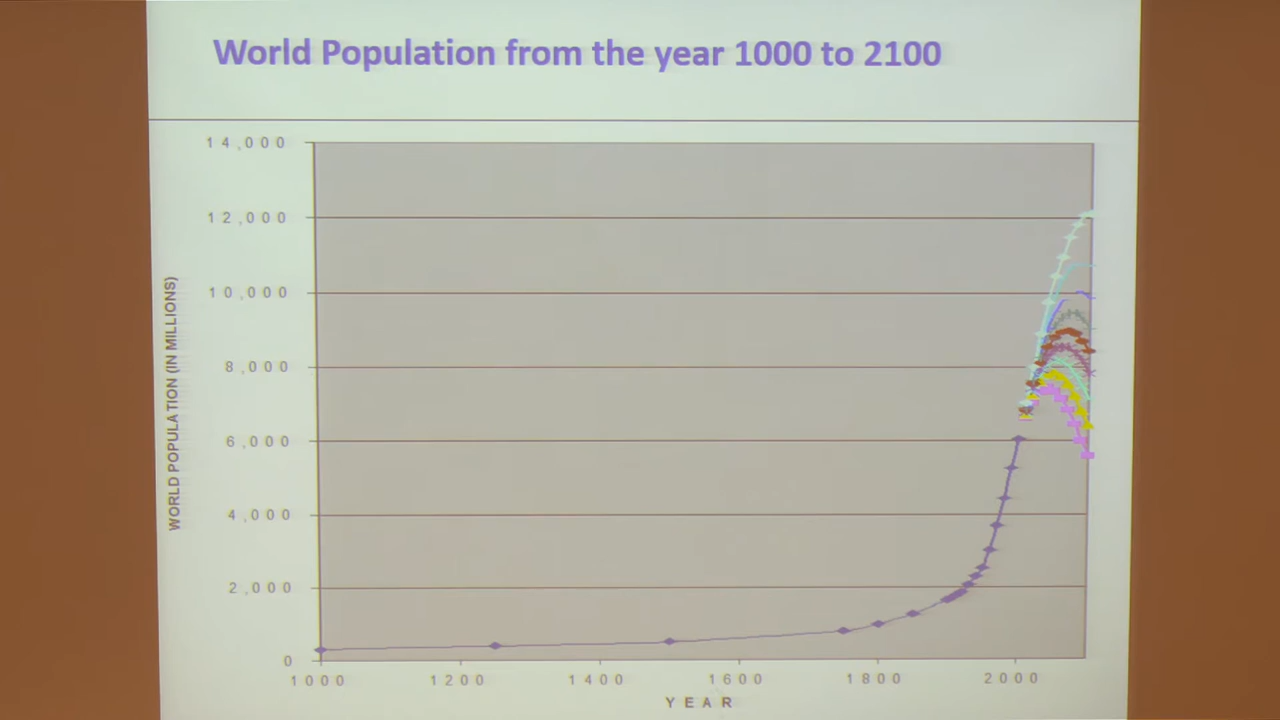 World Population from the year 1000 to 2100
14,000
12,000
10,000
8,000
6,000
4,000
2,000
0
WORLD POPULATION (IN MILLIONS)
1000 1200 1400 1600 1800 2000
YEAR